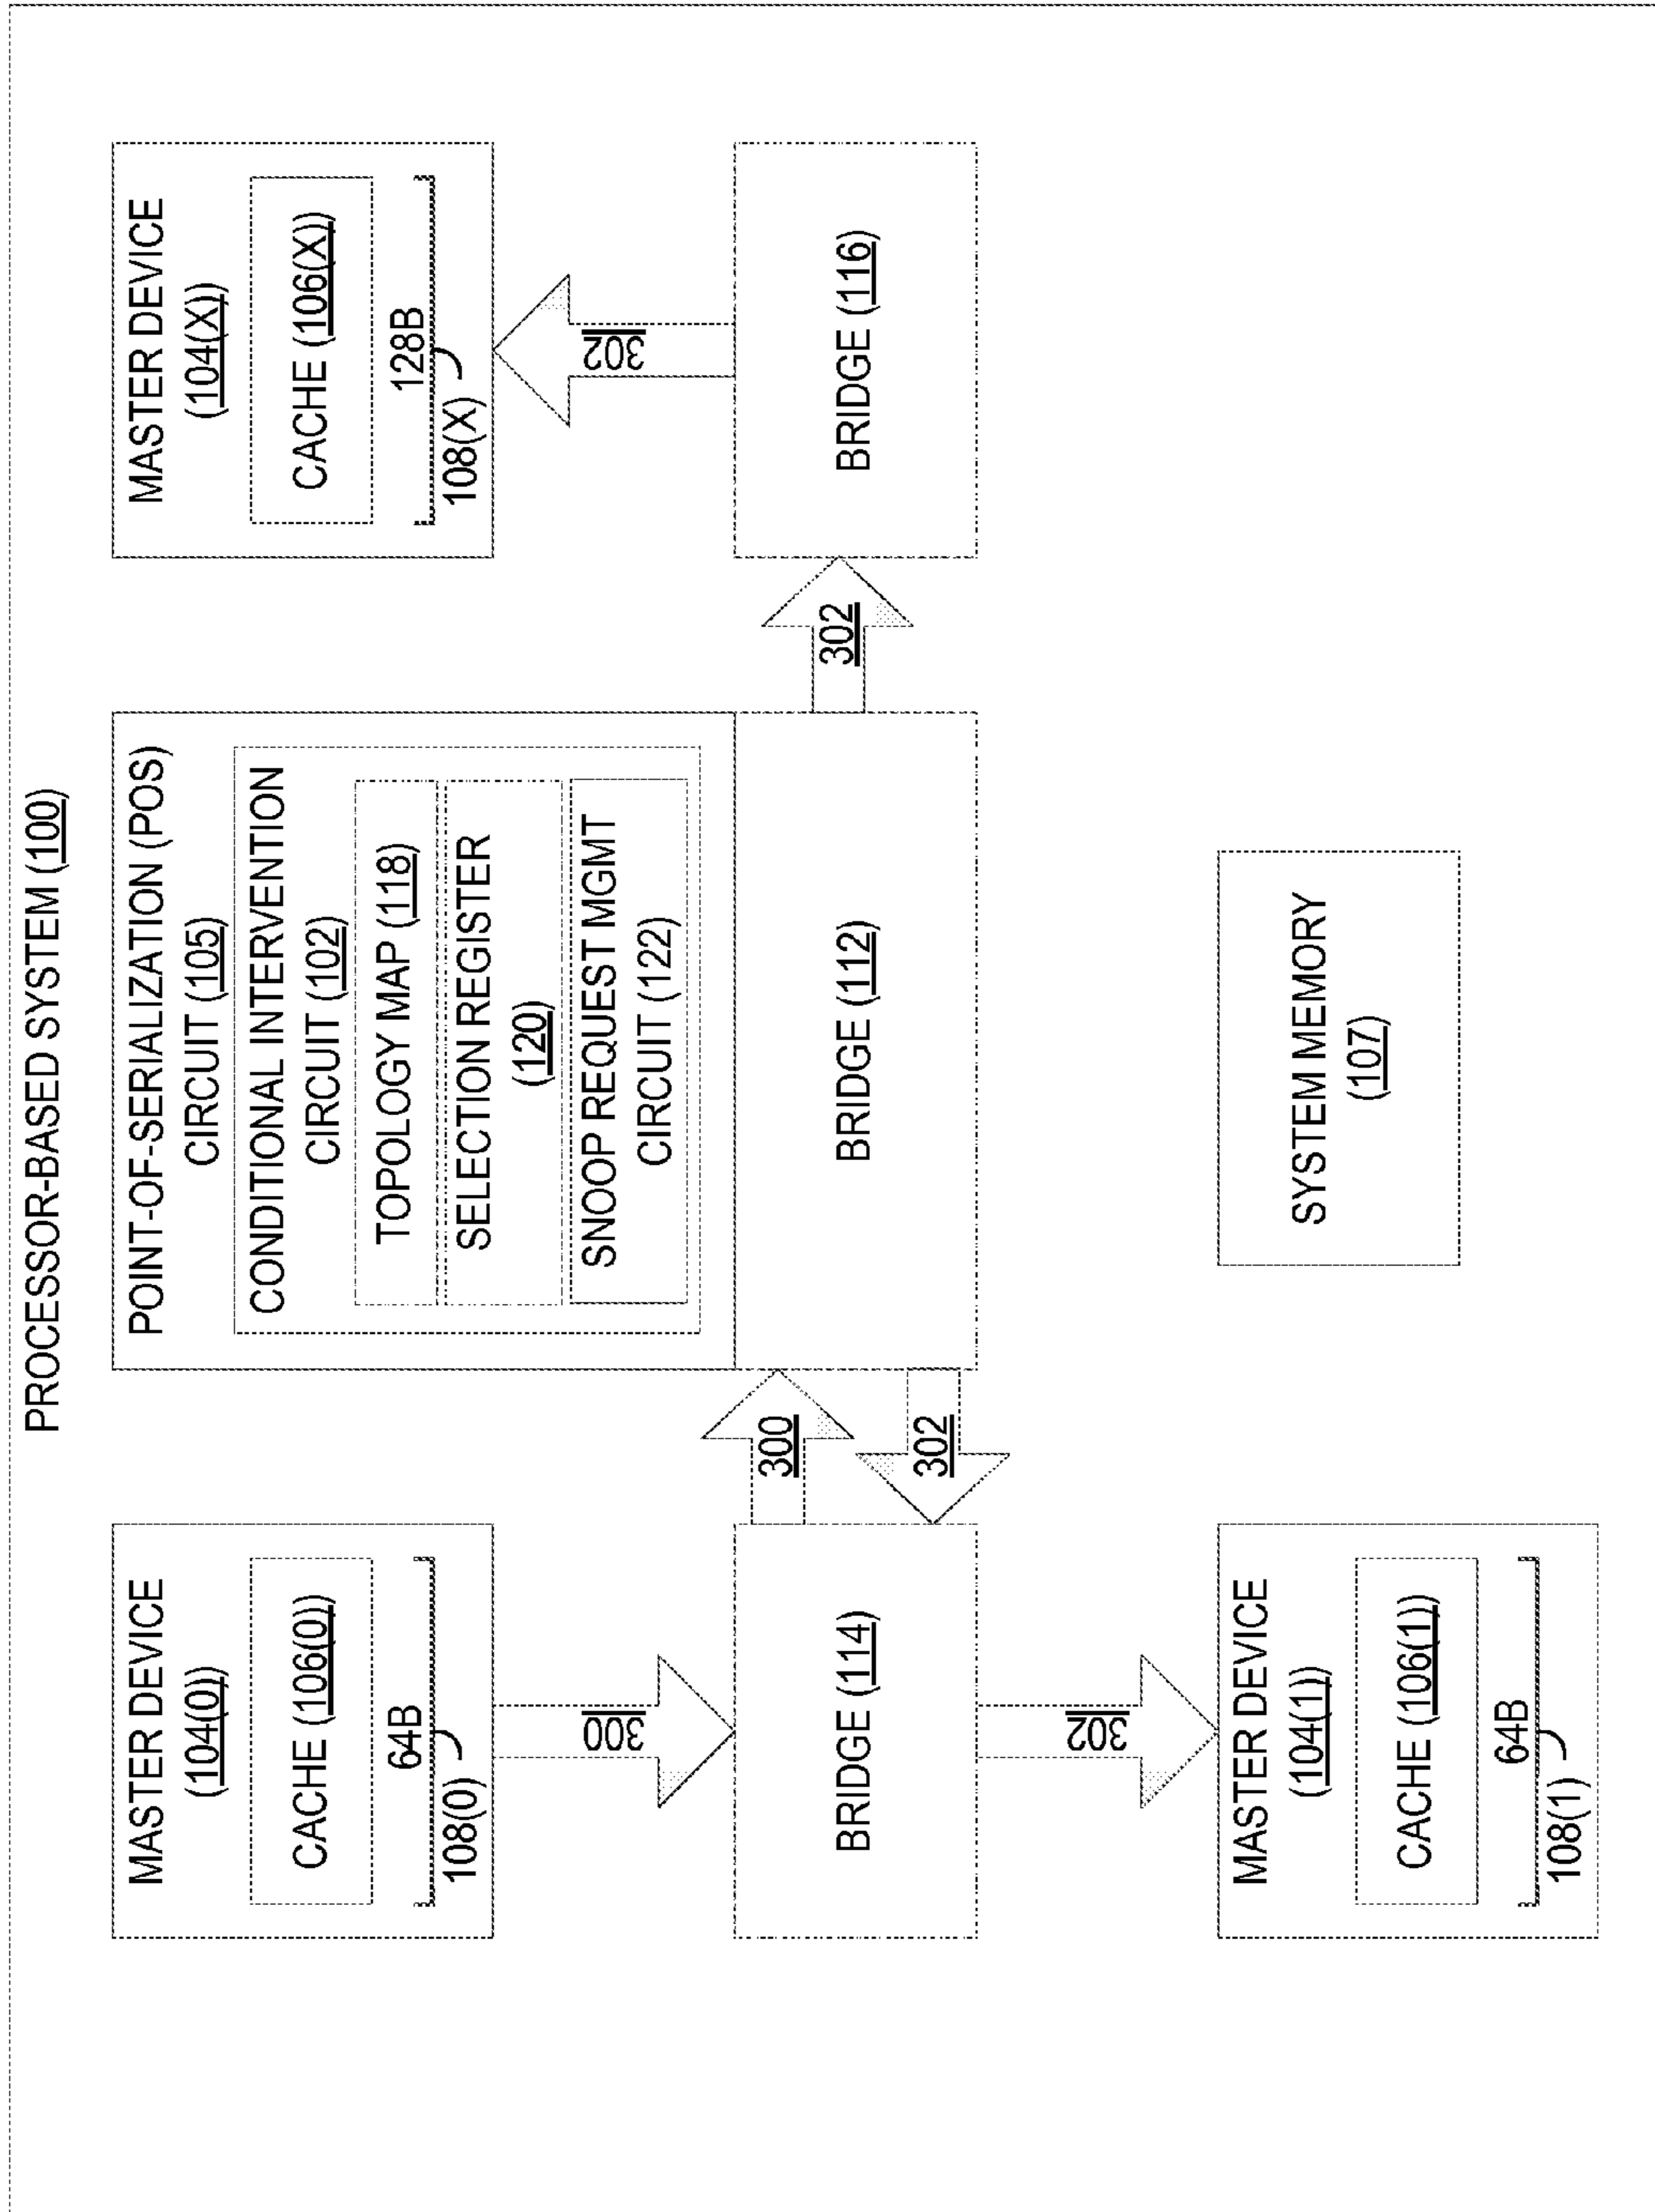 PROCESSOR-BASED SYSTEM (100)
MASTER DEVICE
(104(0))
CACHE (106(0))
64B
108(0)
POINT-OF-SERIALIZATION (POS)
CIRCUIT (105)
CONDITIONAL INTERVENTION
CIRCUIT (102)
TOPOLOGY MAP (118)
SELECTION REGISTER
(120)
SNOOP REQUEST MGMT
CIRCUIT (122)
MASTER DEVICE
(104(X))
CACHE (106(X))
128B
108(X)
300
302
BRIDGE (114)
300
302
BRIDGE (112)
302
BRIDGE (116)
302
MASTER DEVICE
(104(1))
CACHE (106(1))
64B
108(1)
SYSTEM MEMORY
(107)